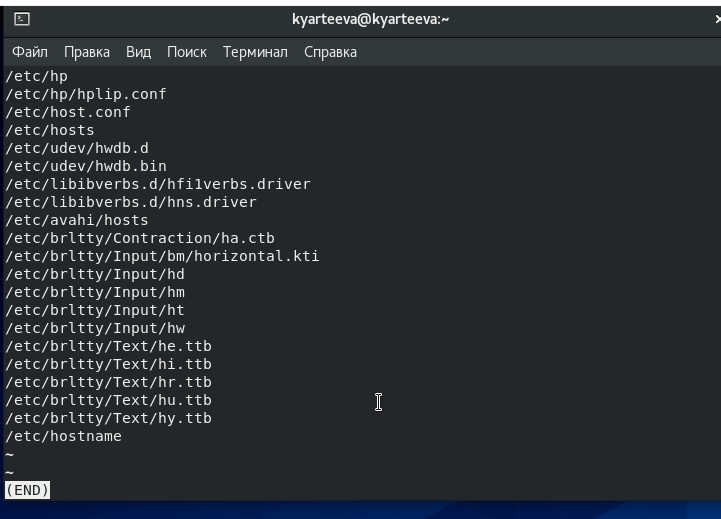 kyarteeva@kyarteeva:~
Файл Правка Вид Поиск Терминал Справка
/etc/hp
/etc/hp/hplip.conf
/etc/host.conf
/etc/hosts
/etc/udev/hwdb.d
/etc/udev/hwdb.bin
/etc/libibverbs.d/hfi1verbs.driver
/etc/libibverbs.d/hns.driver
/etc/avahi/hosts
/etc/brltty/Contraction/ha.ctb
/etc/brltty/Input/bm/horizontal.kti
/etc/brltty/Input/hd
/etc/brltty/Input/hm
/etc/brltty/Input/ht
/etc/brltty/Input/hw
/etc/brltty/Text/he.ttb
/etc/brltty/Text/hi.ttb
/etc/brltty/Text/hr.ttb
/etc/brltty/Text/hu.ttb
/etc/brltty/Text/hy.ttb
/etc/hostname
~
~
(END)